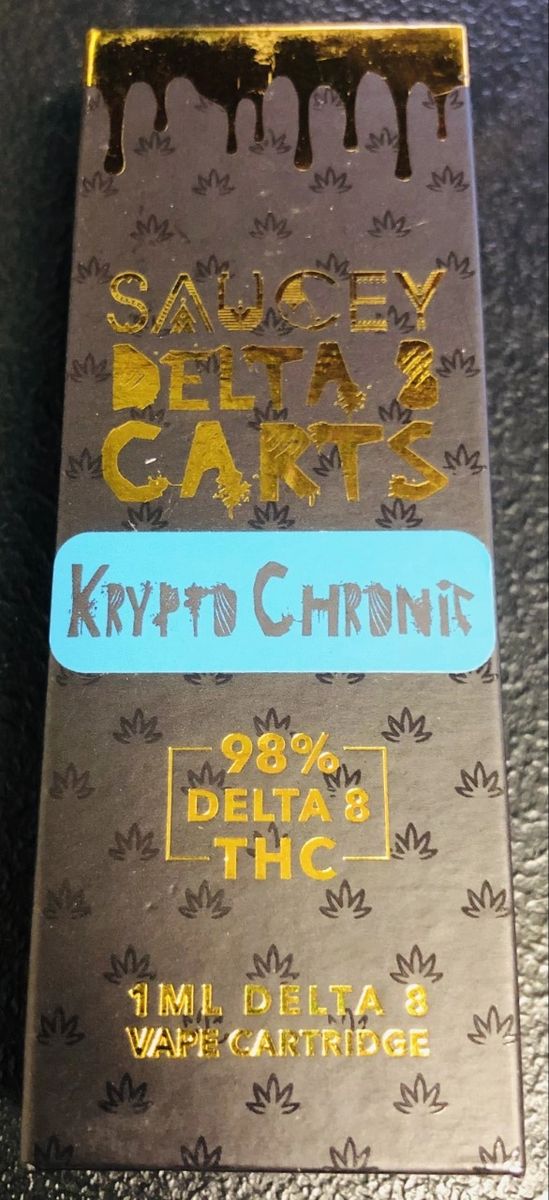 SAUCEY
DELTA 8
CARTS
KRYPTO CHRONIC
98%
DELTA 8
THC
1ML DELTA 8
VAPE CARTRIDGE